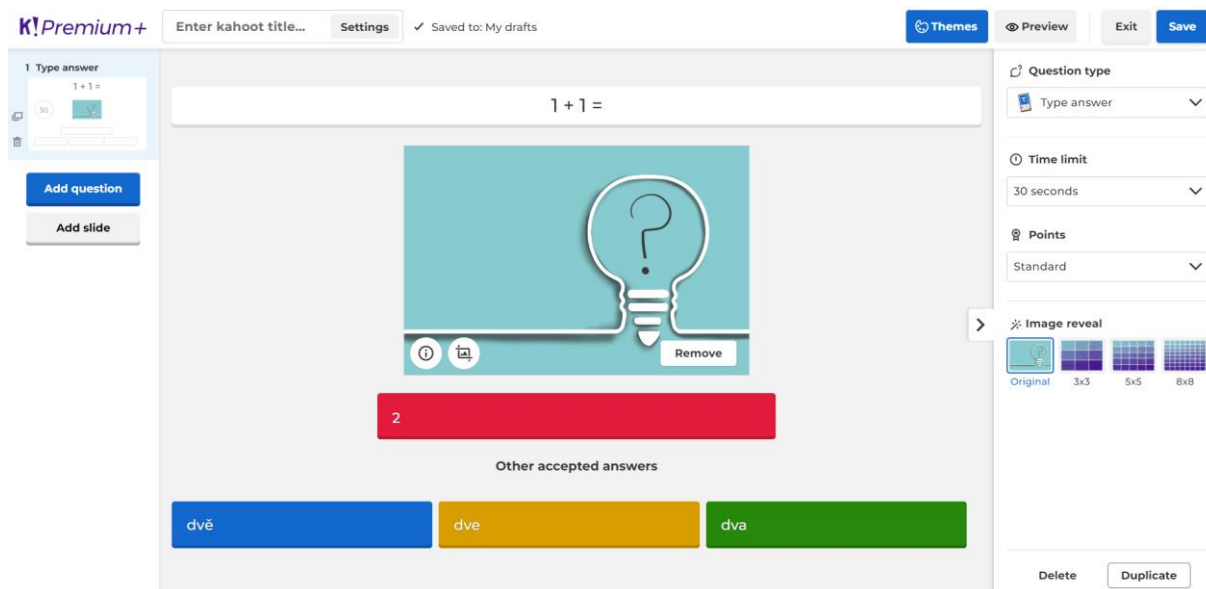 K! Premium+
Enter kahoot title...
Settings
Saved to: My drafts
Themes
Preview
Exit
Save
1 Type answer
1 + 1 =
30
Add question
Add slide
1 + 1 =
?
Remove
2
Other accepted answers
dvě
dve
dva
Question type
Type answer
Time limit
30 seconds
Points
Standard
Image reveal
Original 3x3 5x5 8x8
Delete
Duplicate